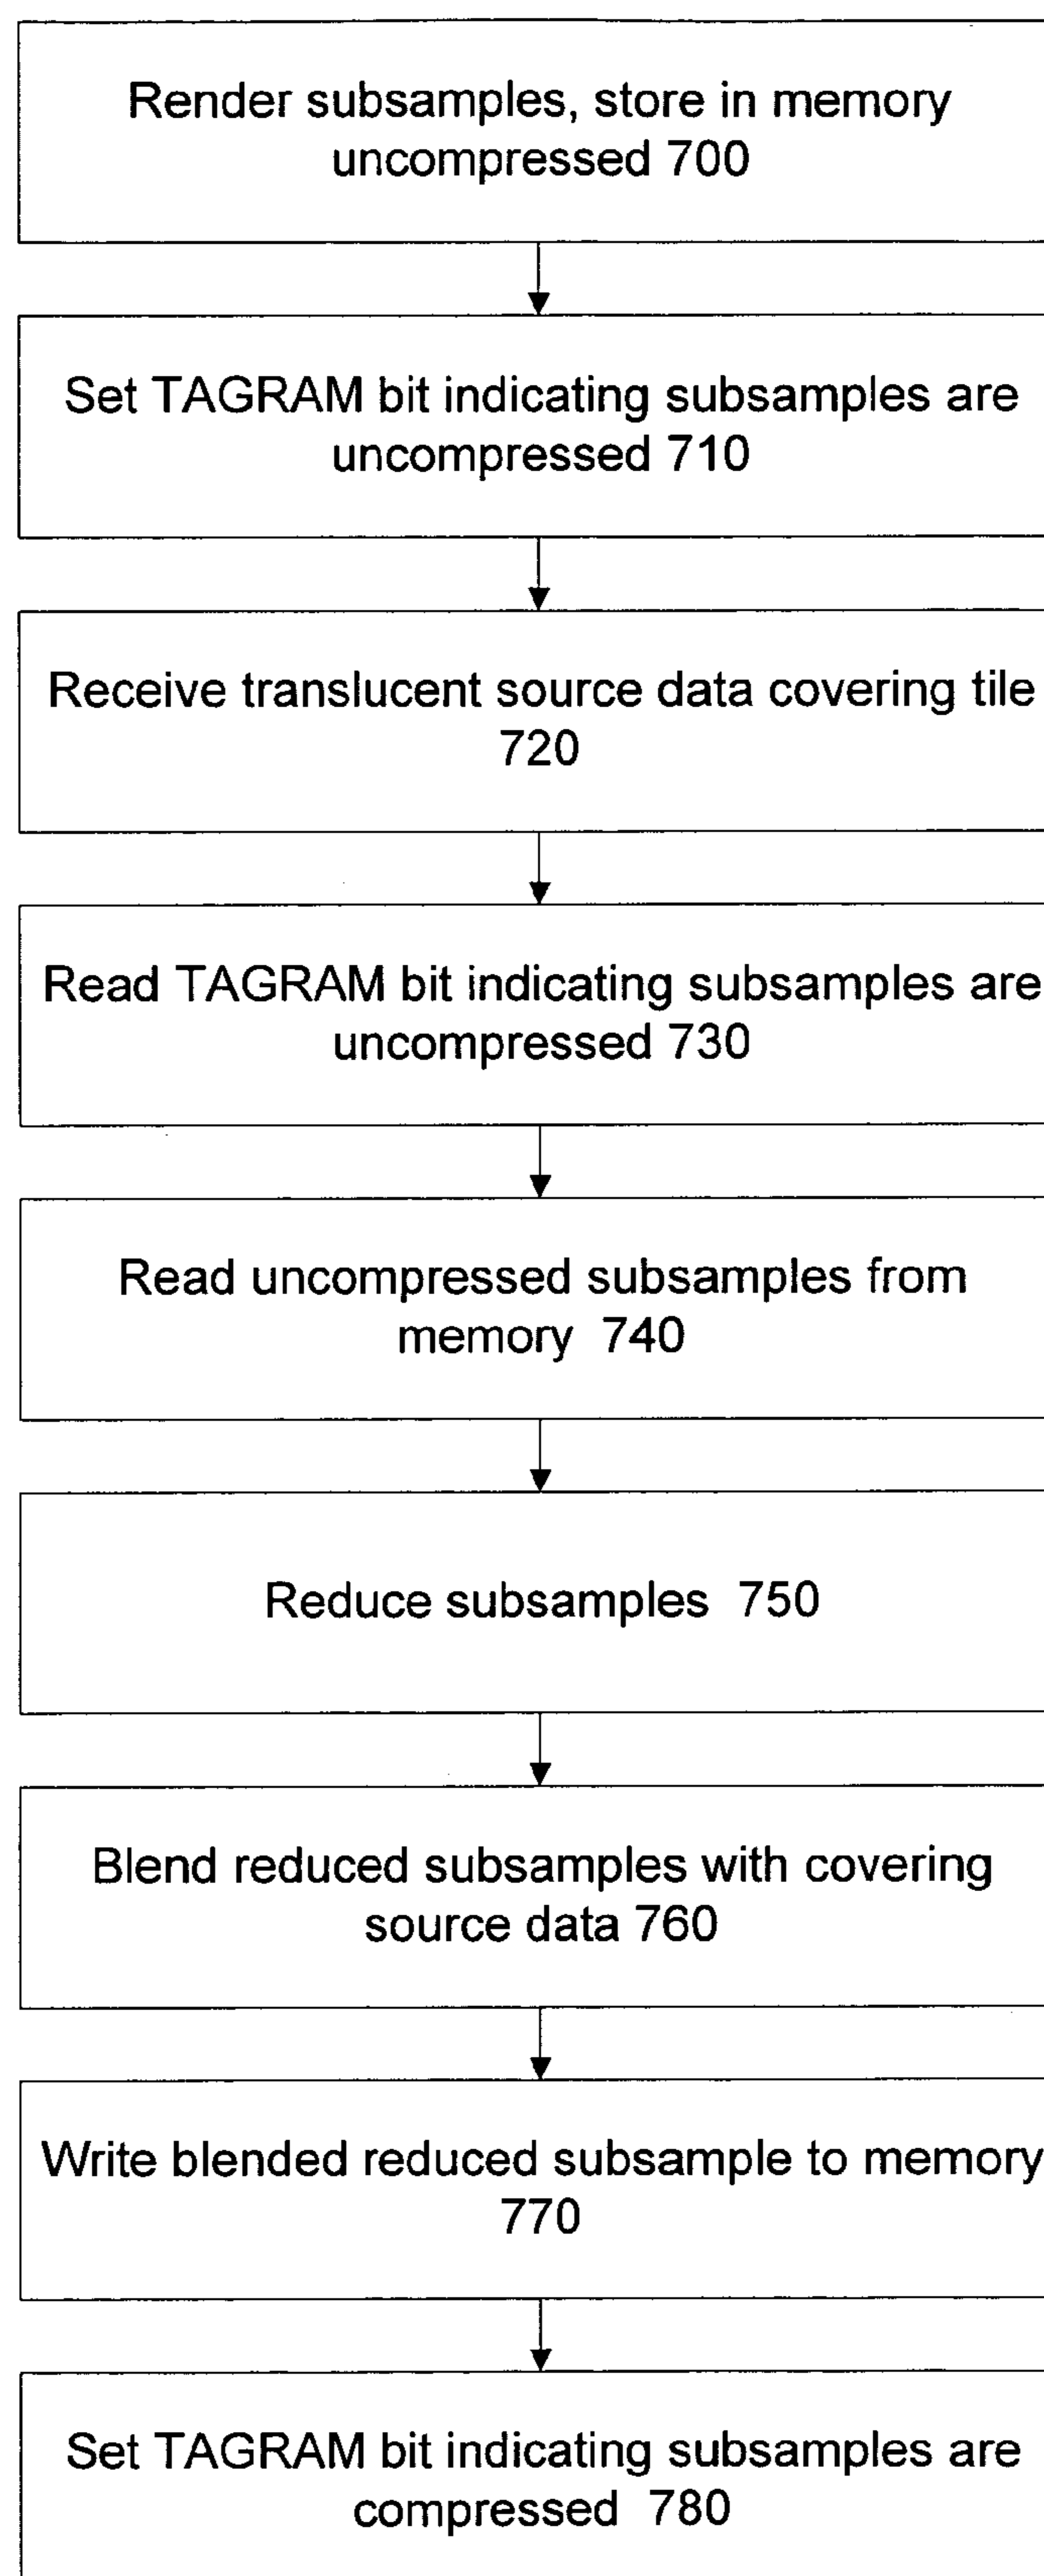 Render subsamples, store in memory
uncompressed 700
Set TAGRAM bit indicating subsamples are
uncompressed 710
Receive translucent source data covering tile
720
Read TAGRAM bit indicating subsamples are
uncompressed 730
Read uncompressed subsamples from
memory 740
Reduce subsamples 750
Blend reduced subsamples with covering
source data 760
Write blended reduced subsample to memory
770
Set TAGRAM bit indicating subsamples are
compressed 780